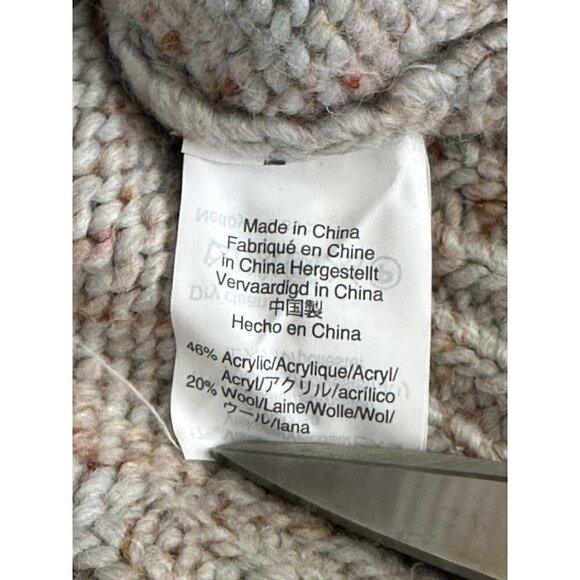 Made in China
Fabriqué en Chine
in China Hergestellt
Vervaardigd in China
中国製
Hecho en China
46% Acrylic/Acrylique/Acryl/
Acryl/アクリル/acrílico
20% Wool/Laine/Wolle/Wol/
ウール/lana